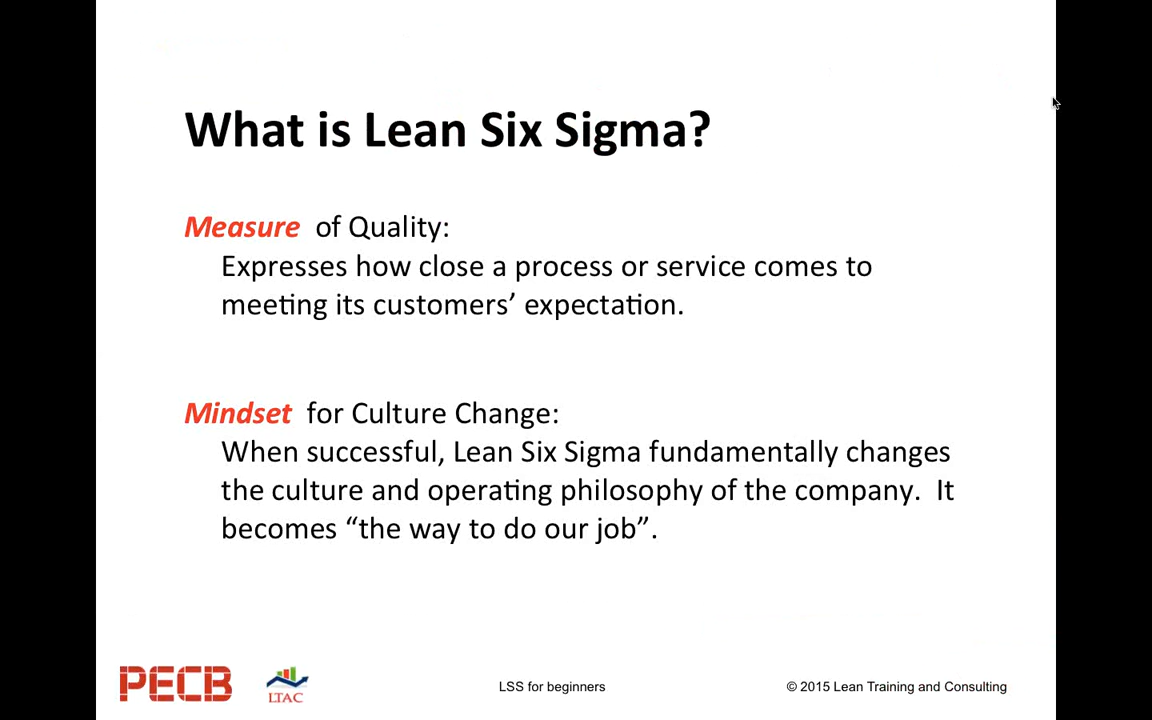 What is Lean Six Sigma?
Measure of Quality:
Expresses how close a process or service comes to
meeting its customers’ expectation.
Mindset for Culture Change:
When successful, Lean Six Sigma fundamentally changes
the culture and operating philosophy of the company.  It
becomes “the way to do our job”.
PECB
LTAC
LSS for beginners
© 2015 Lean Training and Consulting